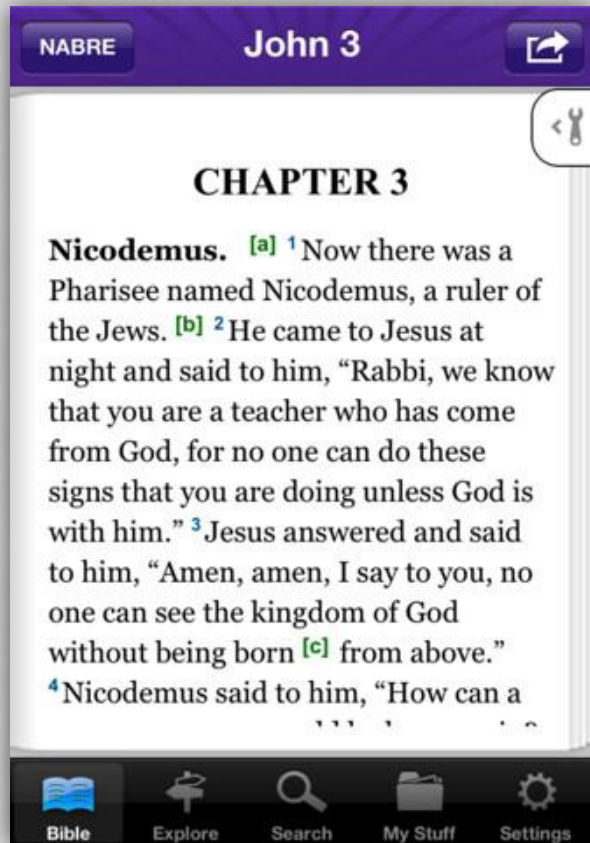 NABRE
John 3
CHAPTER 3
Nicodemus. [a] 1 Now there was a
Pharisee named Nicodemus, a ruler of
the Jews. [b] 2 He came to Jesus at
night and said to him, “Rabbi, we know
that you are a teacher who has come
from God, for no one can do these
signs that you are doing unless God is
with him.” 3 Jesus answered and said
to him, “Amen, amen, I say to you, no
one can see the kingdom of God
without being born [c] from above.”
4 Nicodemus said to him, “How can a
Bible
Explore
Search
My Stuff
Settings